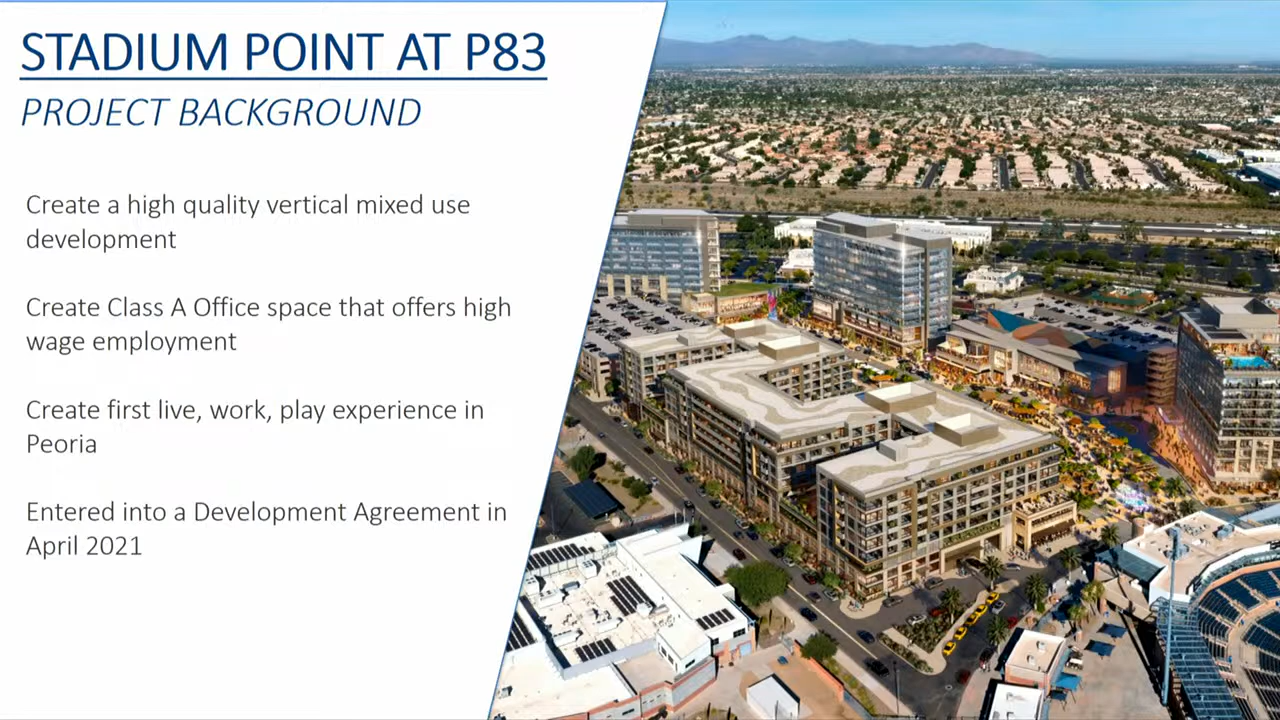 STADIUM POINT AT P83
PROJECT BACKGROUND
Create a high quality vertical mixed use
development
Create Class A Office space that offers high
wage employment
Create first live, work, play experience in
Peoria
Entered into a Development Agreement in
April 2021